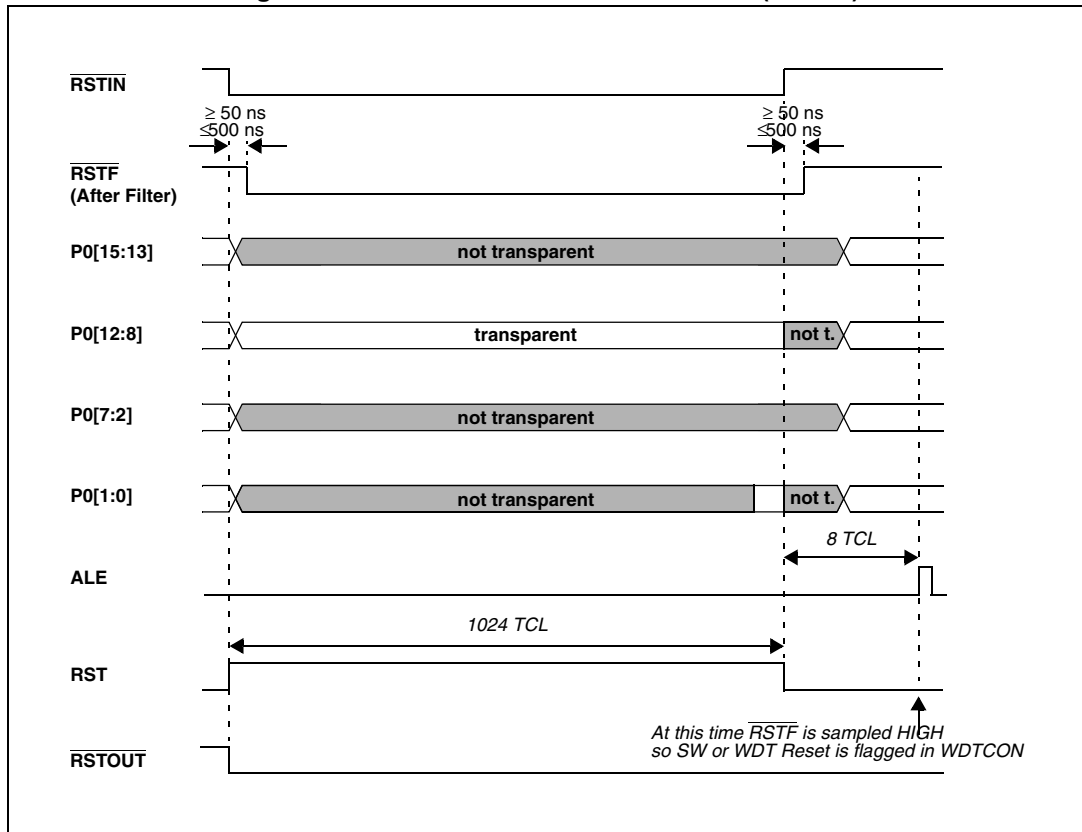 RSTIN
≥ 50 ns
≤500 ns
≥ 50 ns
≤500 ns
RSTF
(After Filter)
P0[15:13]
not transparent
P0[12:8]
transparent
not t.
P0[7:2]
not transparent
P0[1:0]
not transparent
not t.
8 TCL
ALE
1024 TCL
RST
At this time RSTF is sampled HIGH
so SW or WDT Reset is flagged in WDTCON
RSTOUT